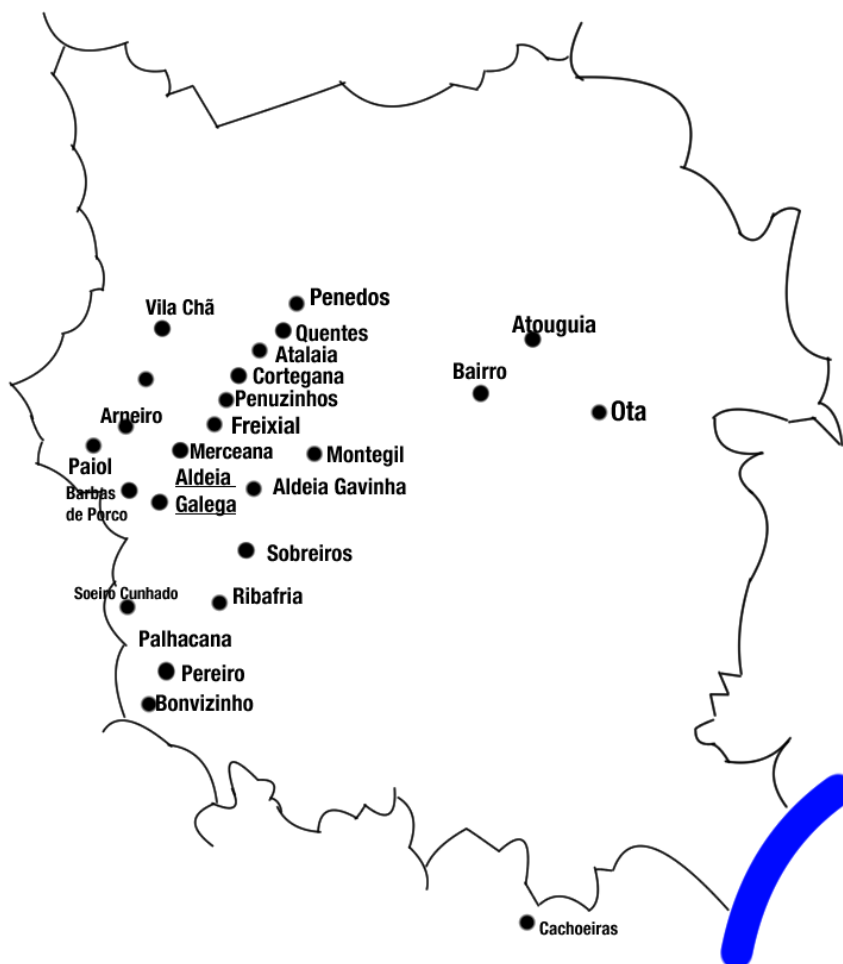 Penedos
Vila Chã
Atouguia
Quentes
Atalaia
Bairro
Cortegana
Penuzinhos
Ota
Arneiro
Freixial
Merceana
Montegil
Paiol
Aldeia
Galega
Aldeia Gavinha
Barbas
de Porco
Sobreiros
Soeiro Cunhado
Ribafria
Palhacana
Pereiro
Bonvizinho
Cachoeiras